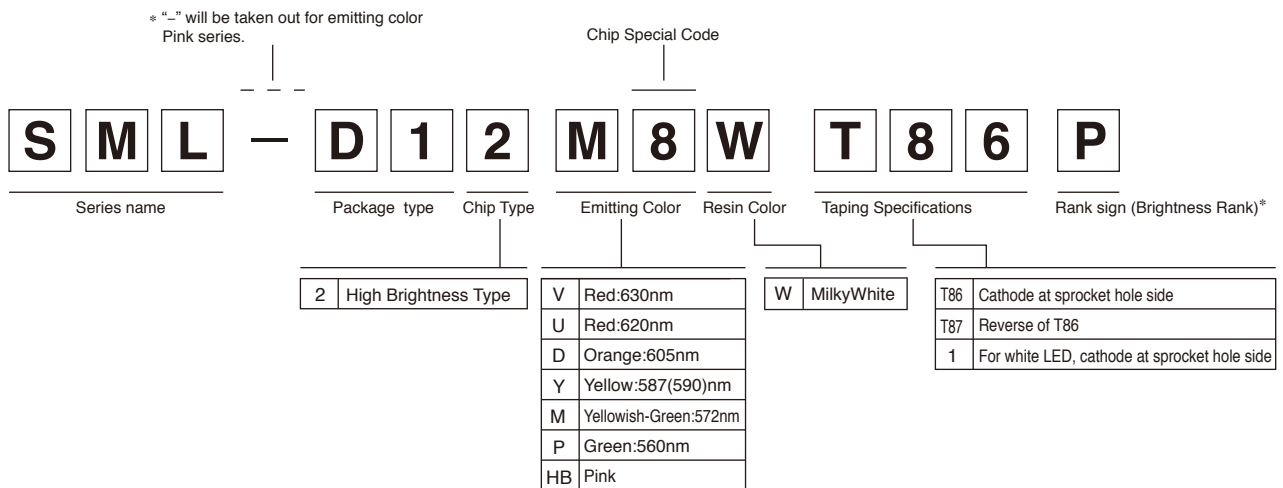 * “–” will be taken out for emitting color
Pink series.
Chip Special Code
S M L – D 1 2 M 8 W T 8 6 P
Series name Package type Chip Type Emitting Color Resin Color Taping Specifications Rank sign (Brightness Rank)*
2 High Brightness Type
V Red:630nm
U Red:620nm
D Orange:605nm
Y Yellow:587(590)nm
M Yellowish-Green:572nm
P Green:560nm
HB Pink
W MilkyWhite
T86 Cathode at sprocket hole side
T87 Reverse of T86
1 For white LED, cathode at sprocket hole side